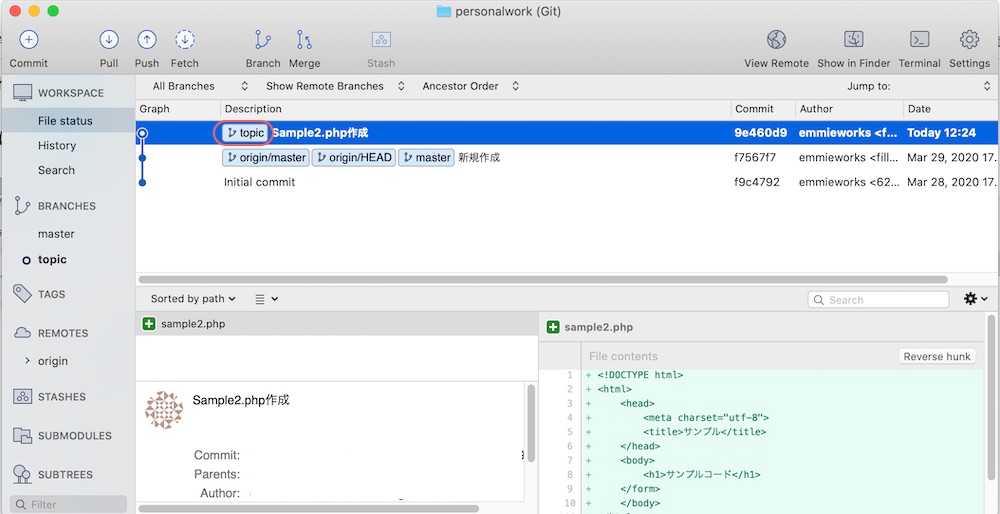 personalwork (Git)
Commit Pull Push Fetch Branch Merge Stash View Remote Show in Finder Terminal Settings
WORKSPACE
File status
History
Search
BRANCHES
master
topic
TAGS
REMOTES
origin
STASHES
SUBMODULES
SUBTREES
Filter
All Branches Show Remote Branches Ancestor Order Jump to:
Graph Description Commit Author Date
topic Sample2.php作成 9e460d9 emmieworks <f... Today 12:24
origin/master origin/HEAD master 新規作成 f7567f7 emmieworks <fill... Mar 29, 2020 17.
Initial commit f9c4792 emmieworks <62... Mar 28, 2020 17.
Sorted by path Search
sample2.php
Sample2.php作成
Commit:
Parents:
Author:
sample2.php
File contents Reverse hunk
1 + <!DOCTYPE html>
2 + <html>
3 + <head>
4 + <meta charset="utf-8">
5 + <title>サンプル</title>
6 + </head>
7 + <body>
8 + <h1>サンプルコード</h1>
9 + </form>
10 + </body>